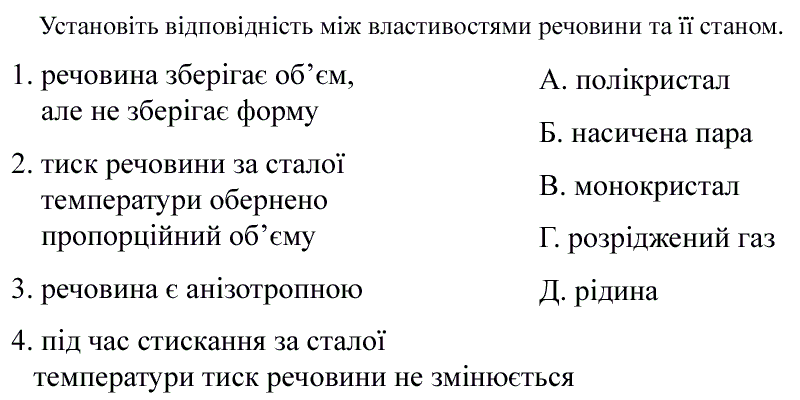 Установіть відповідність між властивостями речовини та її станом.
1. речовина зберігає об’єм,
але не зберігає форму
2. тиск речовини за сталої
температури обернено
пропорційний об’єму
3. речовина є анізотропною
4. під час стискання за сталої
температури тиск речовини не змінюється
А. полікристал
Б. насичена пара
В. монокристал
Г. розріджений газ
Д. рідина